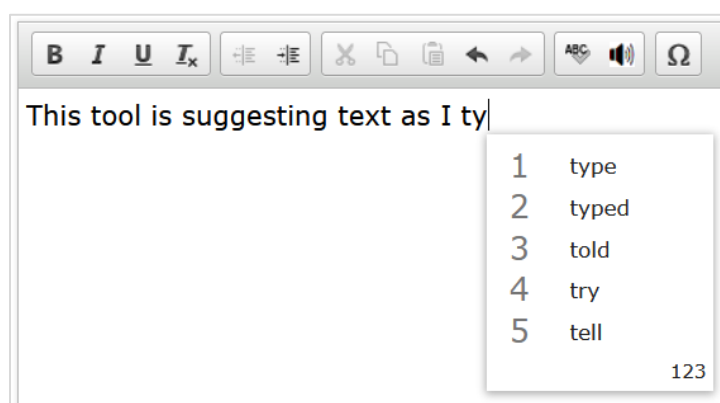 B I U Tx ABC Ω
This tool is suggesting text as I ty
1 type
2 typed
3 told
4 try
5 tell
123